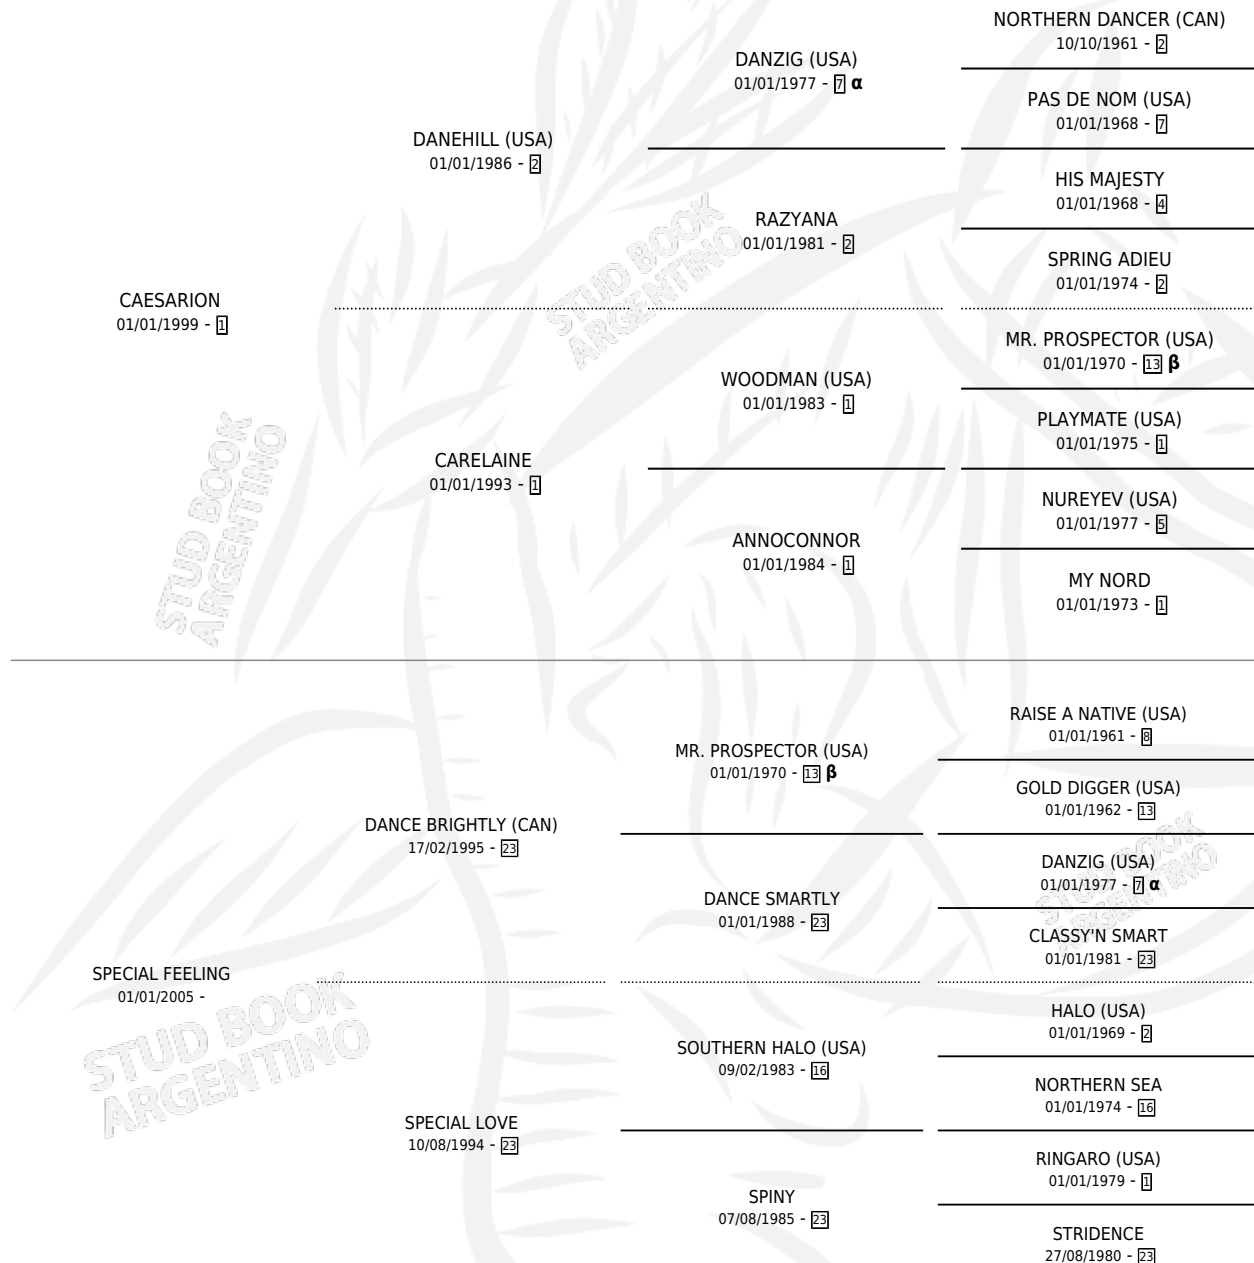 CAESARION
01/01/1999 - 1
DANEHILL (USA)
01/01/1986 - 2
DANZIG (USA)
01/01/1977 - 7 α
NORTHERN DANCER (CAN)
10/10/1961 - 2
PAS DE NOM (USA)
01/01/1968 - 7
RAZYANA
01/01/1981 - 2
HIS MAJESTY
01/01/1968 - 4
SPRING ADIEU
01/01/1974 - 2
CARELAINE
01/01/1993 - 1
WOODMAN (USA)
01/01/1983 - 1
MR. PROSPECTOR (USA)
01/01/1970 - 13 β
PLAYMATE (USA)
01/01/1975 - 1
ANNOCONNOR
01/01/1984 - 1
NUREYEV (USA)
01/01/1977 - 5
MY NORD
01/01/1973 - 1
SPECIAL FEELING
01/01/2005 -
DANCE BRIGHTLY (CAN)
17/02/1995 - 23
MR. PROSPECTOR (USA)
01/01/1970 - 13 β
RAISE A NATIVE (USA)
01/01/1961 - 8
GOLD DIGGER (USA)
01/01/1962 - 13
DANCE SMARTLY
01/01/1988 - 23
DANZIG (USA)
01/01/1977 - 7 α
CLASSY'N SMART
01/01/1981 - 23
SPECIAL LOVE
10/08/1994 - 23
SOUTHERN HALO (USA)
09/02/1983 - 16
HALO (USA)
01/01/1969 - 2
NORTHERN SEA
01/01/1974 - 16
SPINY
07/08/1985 - 23
RINGARO (USA)
01/01/1979 - 1
STRIDENCE
27/08/1980 - 23
STUD BOOK
ARGENTINO
STUD BOOK
ARGENTINO
STUD BOOK
ARGENTINO
STUD BOOK
ARGENTINO